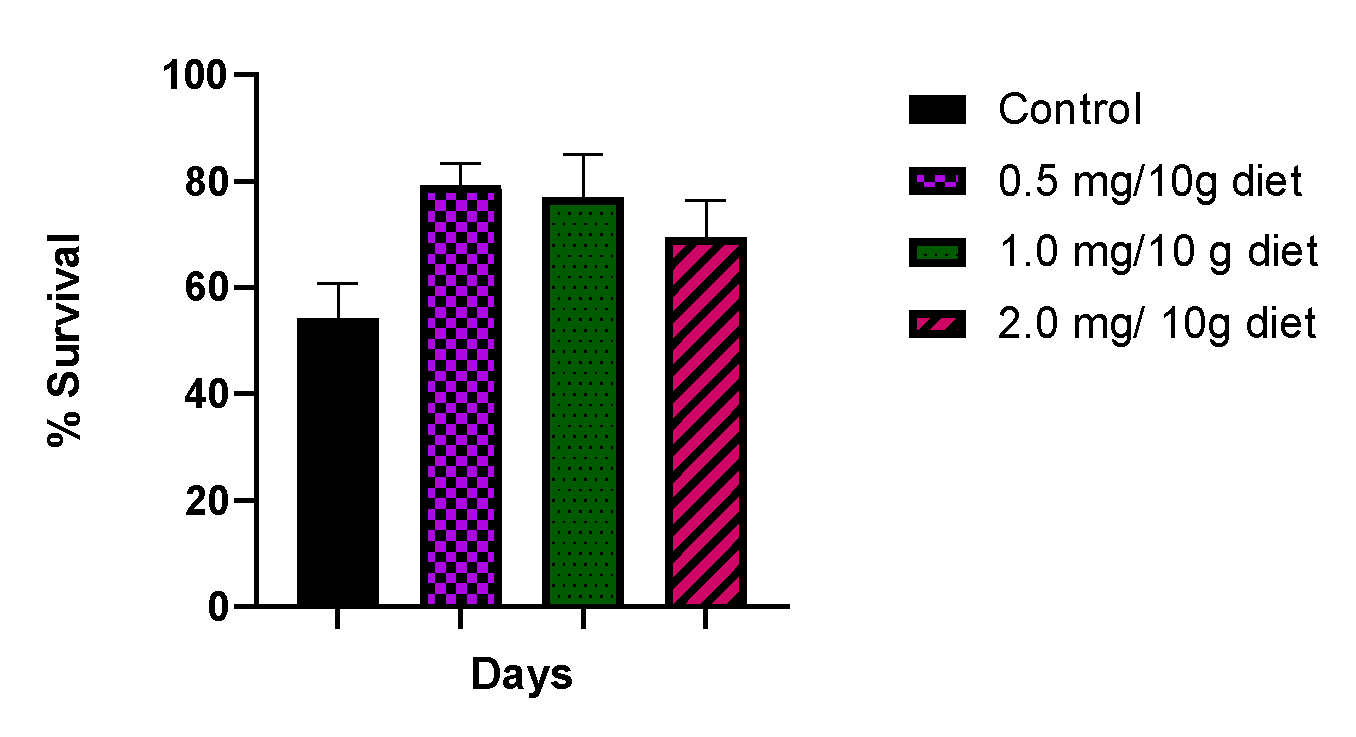 100
80
60
40
20
0
% Survival
Days
Control
0.5 mg/10g diet
1.0 mg/10 g diet
2.0 mg/ 10g diet